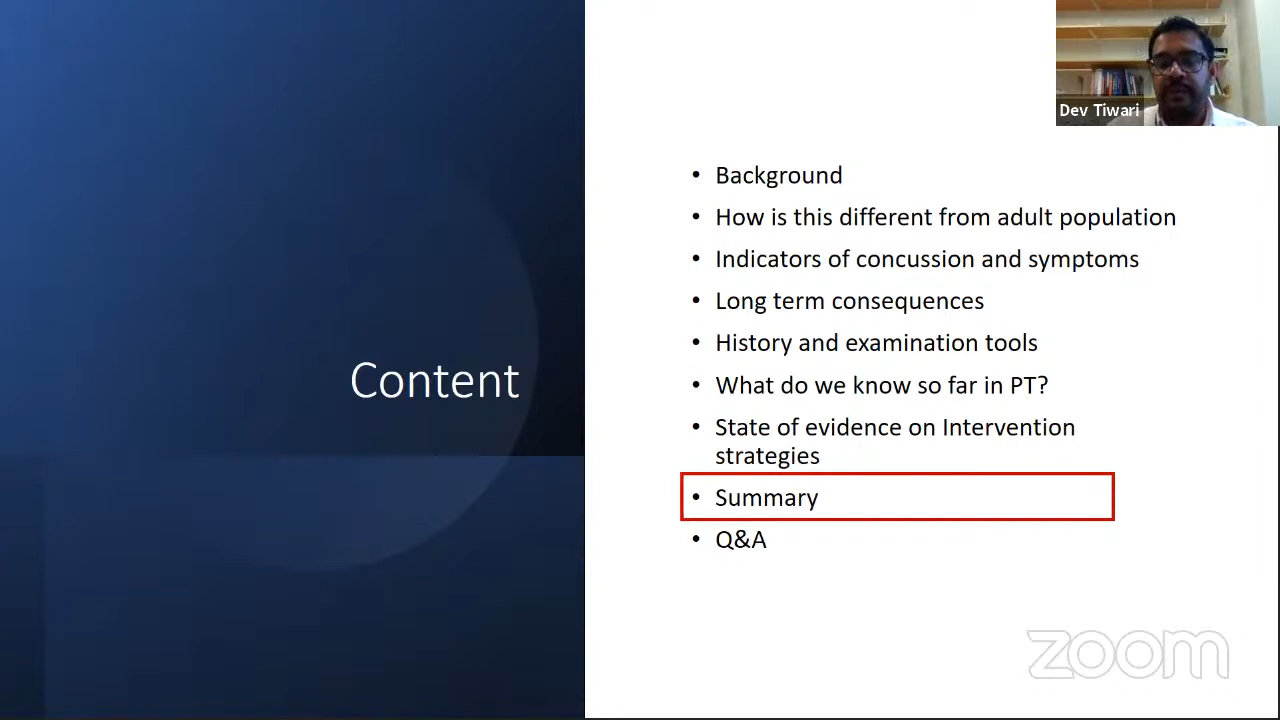 Dev Tiwari
Content
• Background
• How is this different from adult population
• Indicators of concussion and symptoms
• Long term consequences
• History and examination tools
• What do we know so far in PT?
• State of evidence on Intervention
strategies
• Summary
• Q&A
zoom